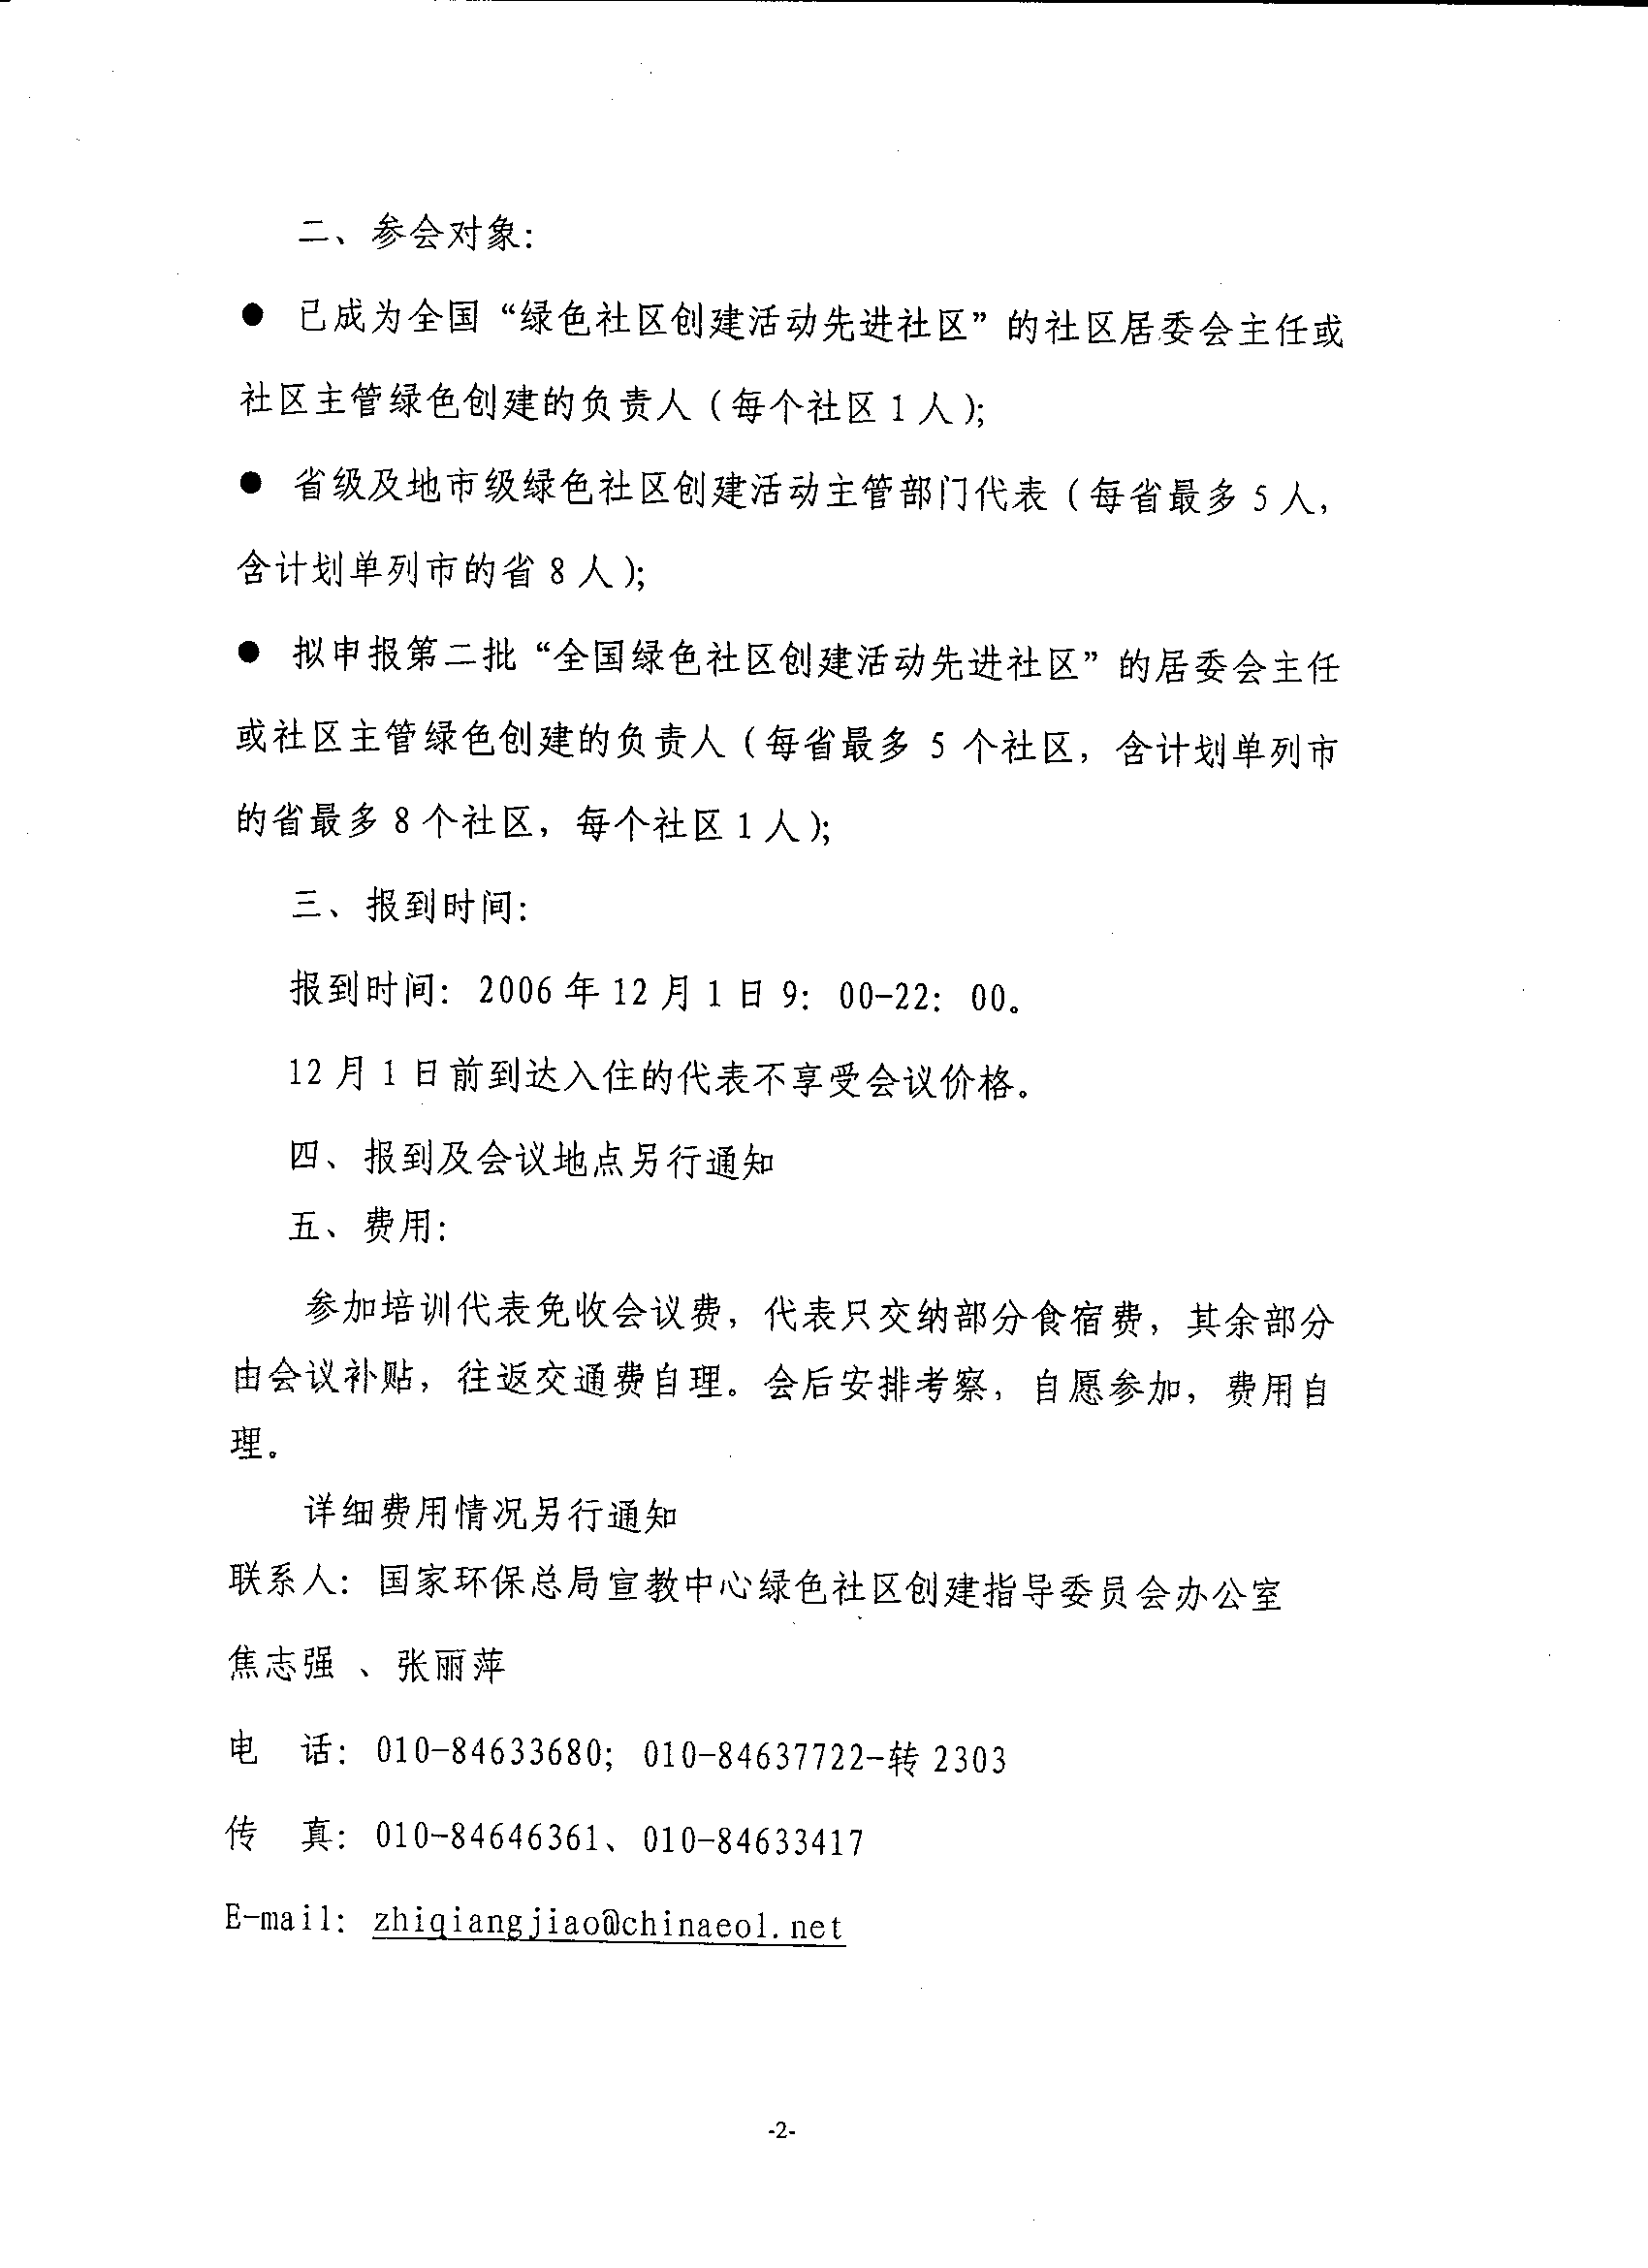 二、参会对象：
● 已成为全国“绿色社区创建活动先进社区”的社区居委会主任或
社区主管绿色创建的负责人（每个社区 1 人）；
● 省级及地市级绿色社区创建活动主管部门代表（每省最多 5 人，
含计划单列市的省 8 人）；
● 拟申报第二批“全国绿色社区创建活动先进社区”的居委会主任
或社区主管绿色创建的负责人（每省最多 5 个社区，含计划单列市
的省最多 8 个社区，每个社区 1 人）；
三、报到时间：
报到时间：2006 年 12 月 1 日 9：00-22：00。
12 月 1 日前到达入住的代表不享受会议价格。
四、报到及会议地点另行通知
五、费用：
参加培训代表免收会议费，代表只交纳部分食宿费，其余部分
由会议补贴，往返交通费自理。会后安排考察，自愿参加，费用自
理。
详细费用情况另行通知
联系人：国家环保总局宣教中心绿色社区创建指导委员会办公室
焦志强 、张丽萍
电 话：010-84633680；010-84637722-转 2303
传 真：010-84646361、010-84633417
E-mail：zhiqiangjiao@chinaeol.net
-2-